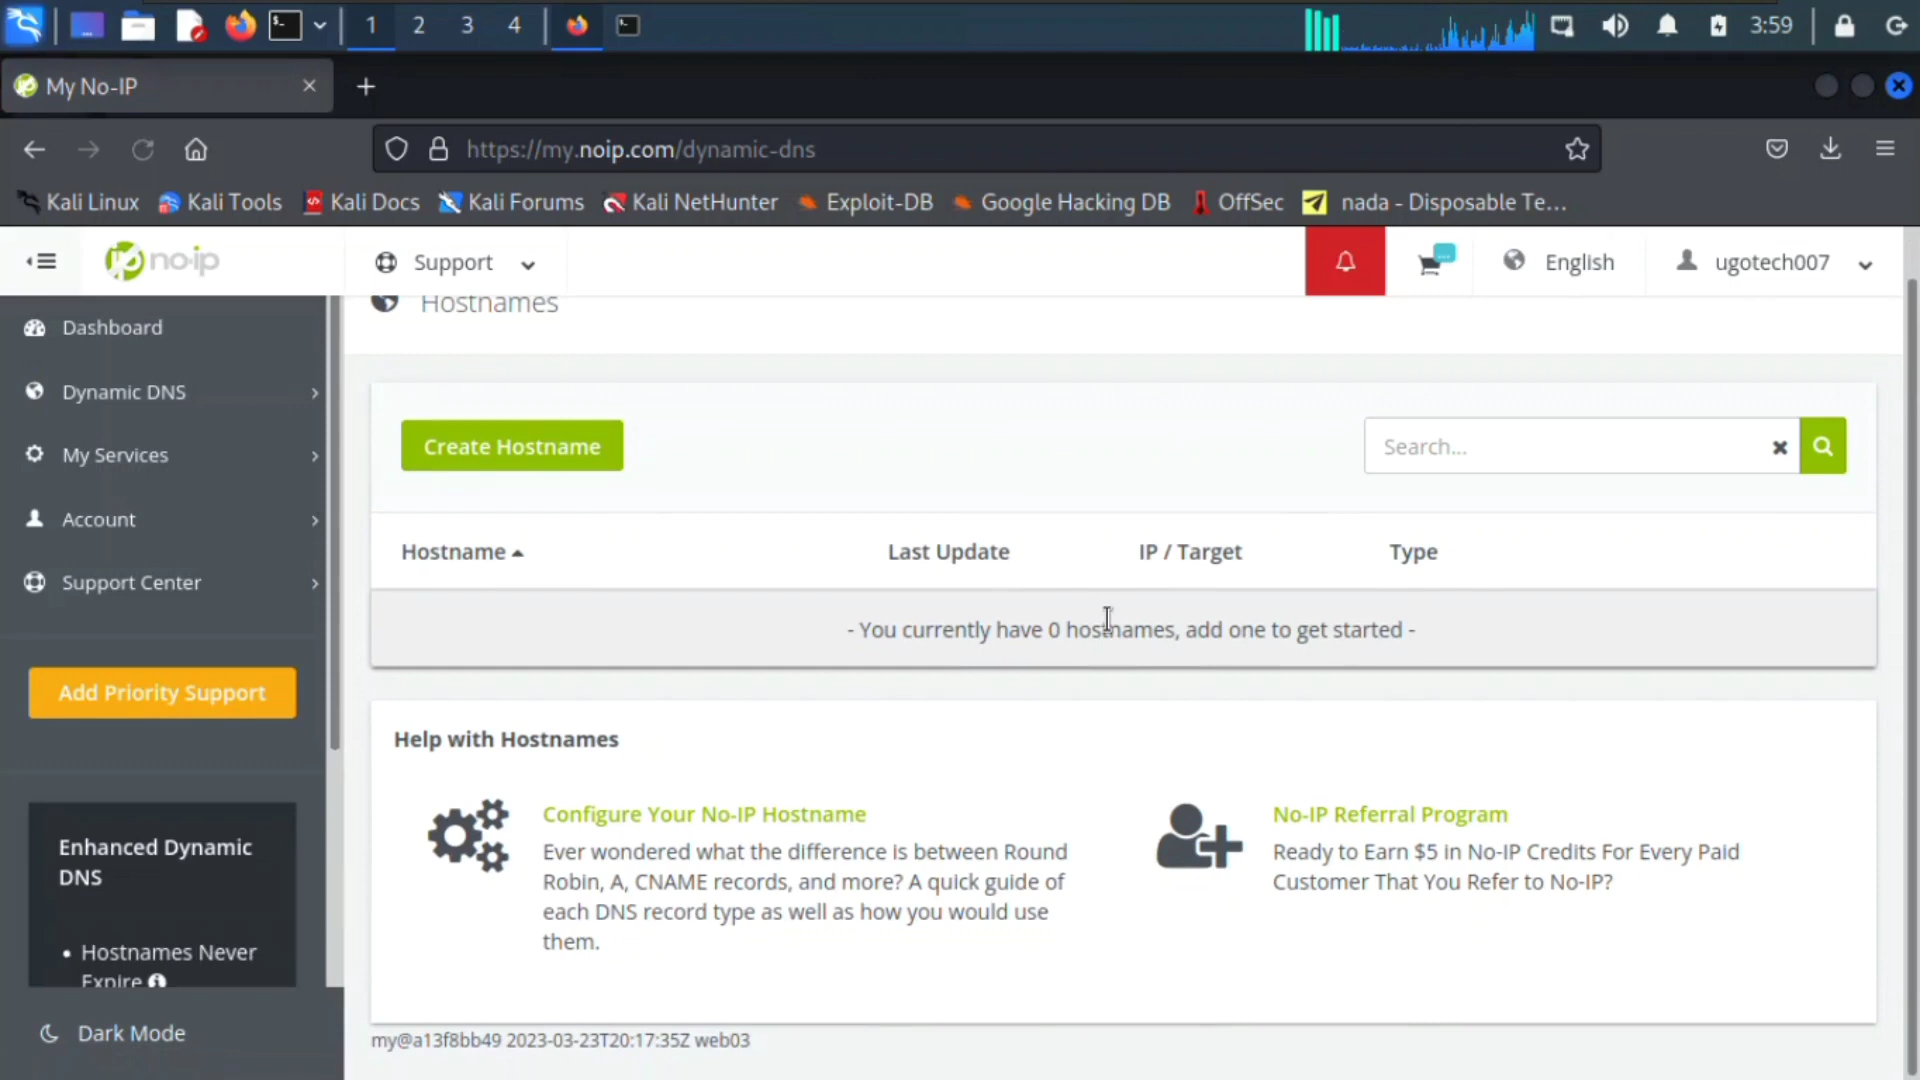 1 2 3 4 3:59
My No-IP
https://my.noip.com/dynamic-dns
Kali Linux Kali Tools Kali Docs Kali Forums Kali NetHunter Exploit-DB Google Hacking DB OffSec nada - Disposable Te…
no-ip Support English ugotech007
Hostnames
Dashboard
Dynamic DNS
My Services
Account
Support Center
Add Priority Support
Enhanced Dynamic
DNS
• Hostnames Never
Expire
Dark Mode
Create Hostname Search...
Hostname Last Update IP / Target Type
- You currently have 0 hostnames, add one to get started -
Help with Hostnames
Configure Your No-IP Hostname
Ever wondered what the difference is between Round
Robin, A, CNAME records, and more? A quick guide of
each DNS record type as well as how you would use
them.
No-IP Referral Program
Ready to Earn $5 in No-IP Credits For Every Paid
Customer That You Refer to No-IP?
my@a13f8bb49 2023-03-23T20:17:35Z web03